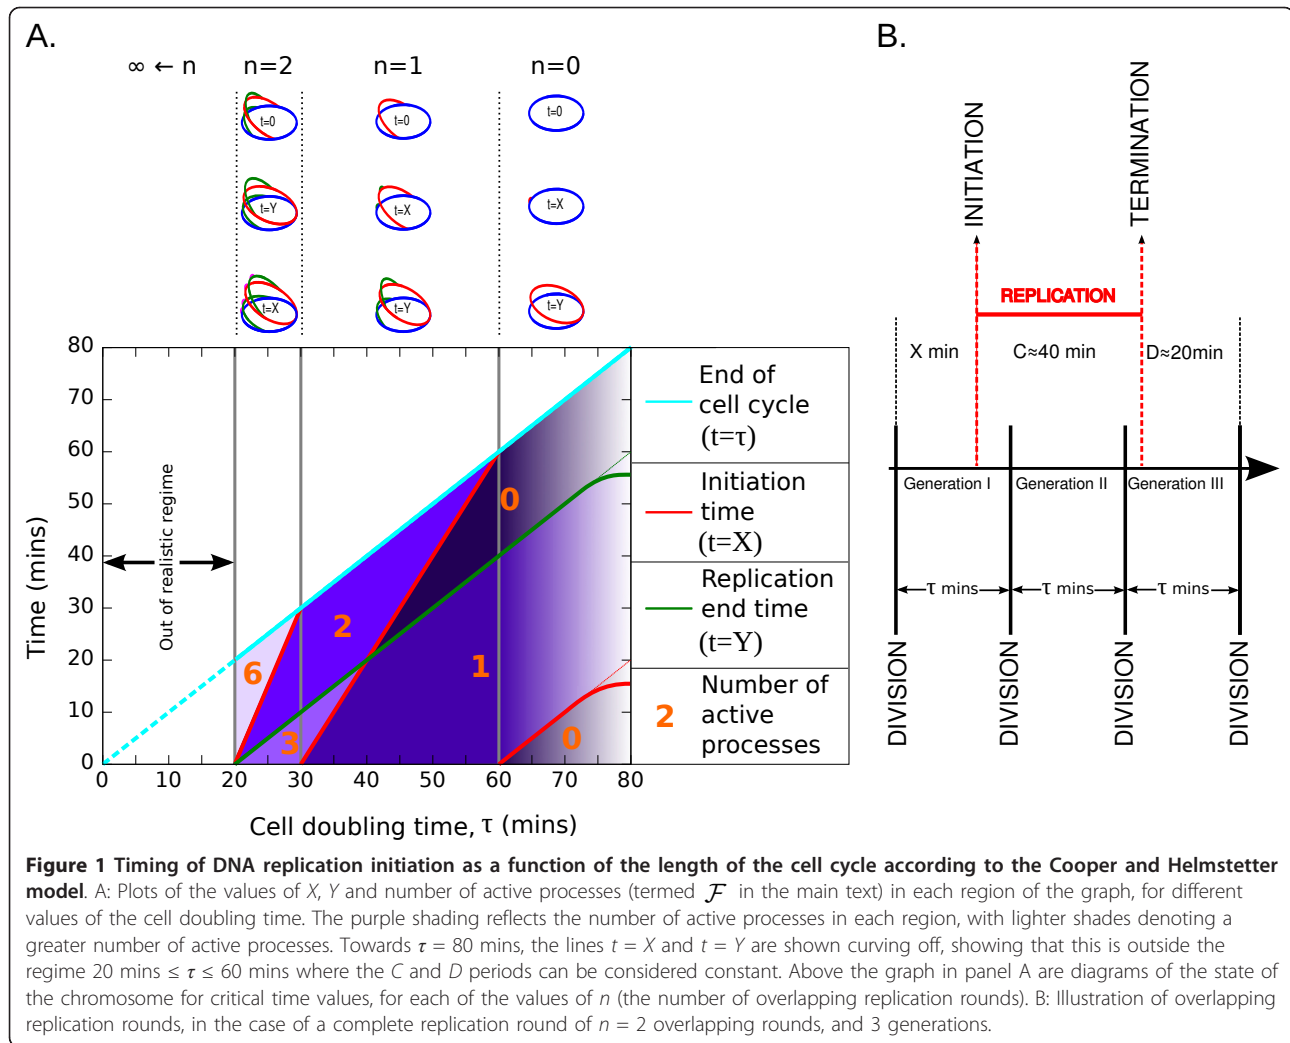 A.
∞ ← n
n=2
n=1
n=0
t=0
t=0
t=0
t=Y
t=X
t=X
t=X
t=Y
t=Y
80
70
60
50
40
30
20
10
0
Time (mins)
Out of realistic regime
6
2
3
0
1
0
0
10
20
30
40
50
60
70
80
Cell doubling time, τ (mins)
End of
cell cycle
(t=τ)
Initiation
time
(t=X)
Replication
end time
(t=Y)
2
Number of
active
processes
B.
INITIATION
TERMINATION
REPLICATION
X min
C≈40 min
D≈20min
Generation I
Generation II
Generation III
τ mins
τ mins
τ mins
DIVISION
DIVISION
DIVISION
DIVISION
Figure 1 Timing of DNA replication initiation as a function of the length of the cell cycle according to the Cooper and Helmstetter
model. A: Plots of the values of X, Y and number of active processes (termed ℱ in the main text) in each region of the graph, for different
values of the cell doubling time. The purple shading reflects the number of active processes in each region, with lighter shades denoting a
greater number of active processes. Towards τ = 80 mins, the lines t = X and t = Y are shown curving off, showing that this is outside the
regime 20 mins ≤ τ ≤ 60 mins where the C and D periods can be considered constant. Above the graph in panel A are diagrams of the state of
the chromosome for critical time values, for each of the values of n (the number of overlapping replication rounds). B: Illustration of overlapping
replication rounds, in the case of a complete replication round of n = 2 overlapping rounds, and 3 generations.